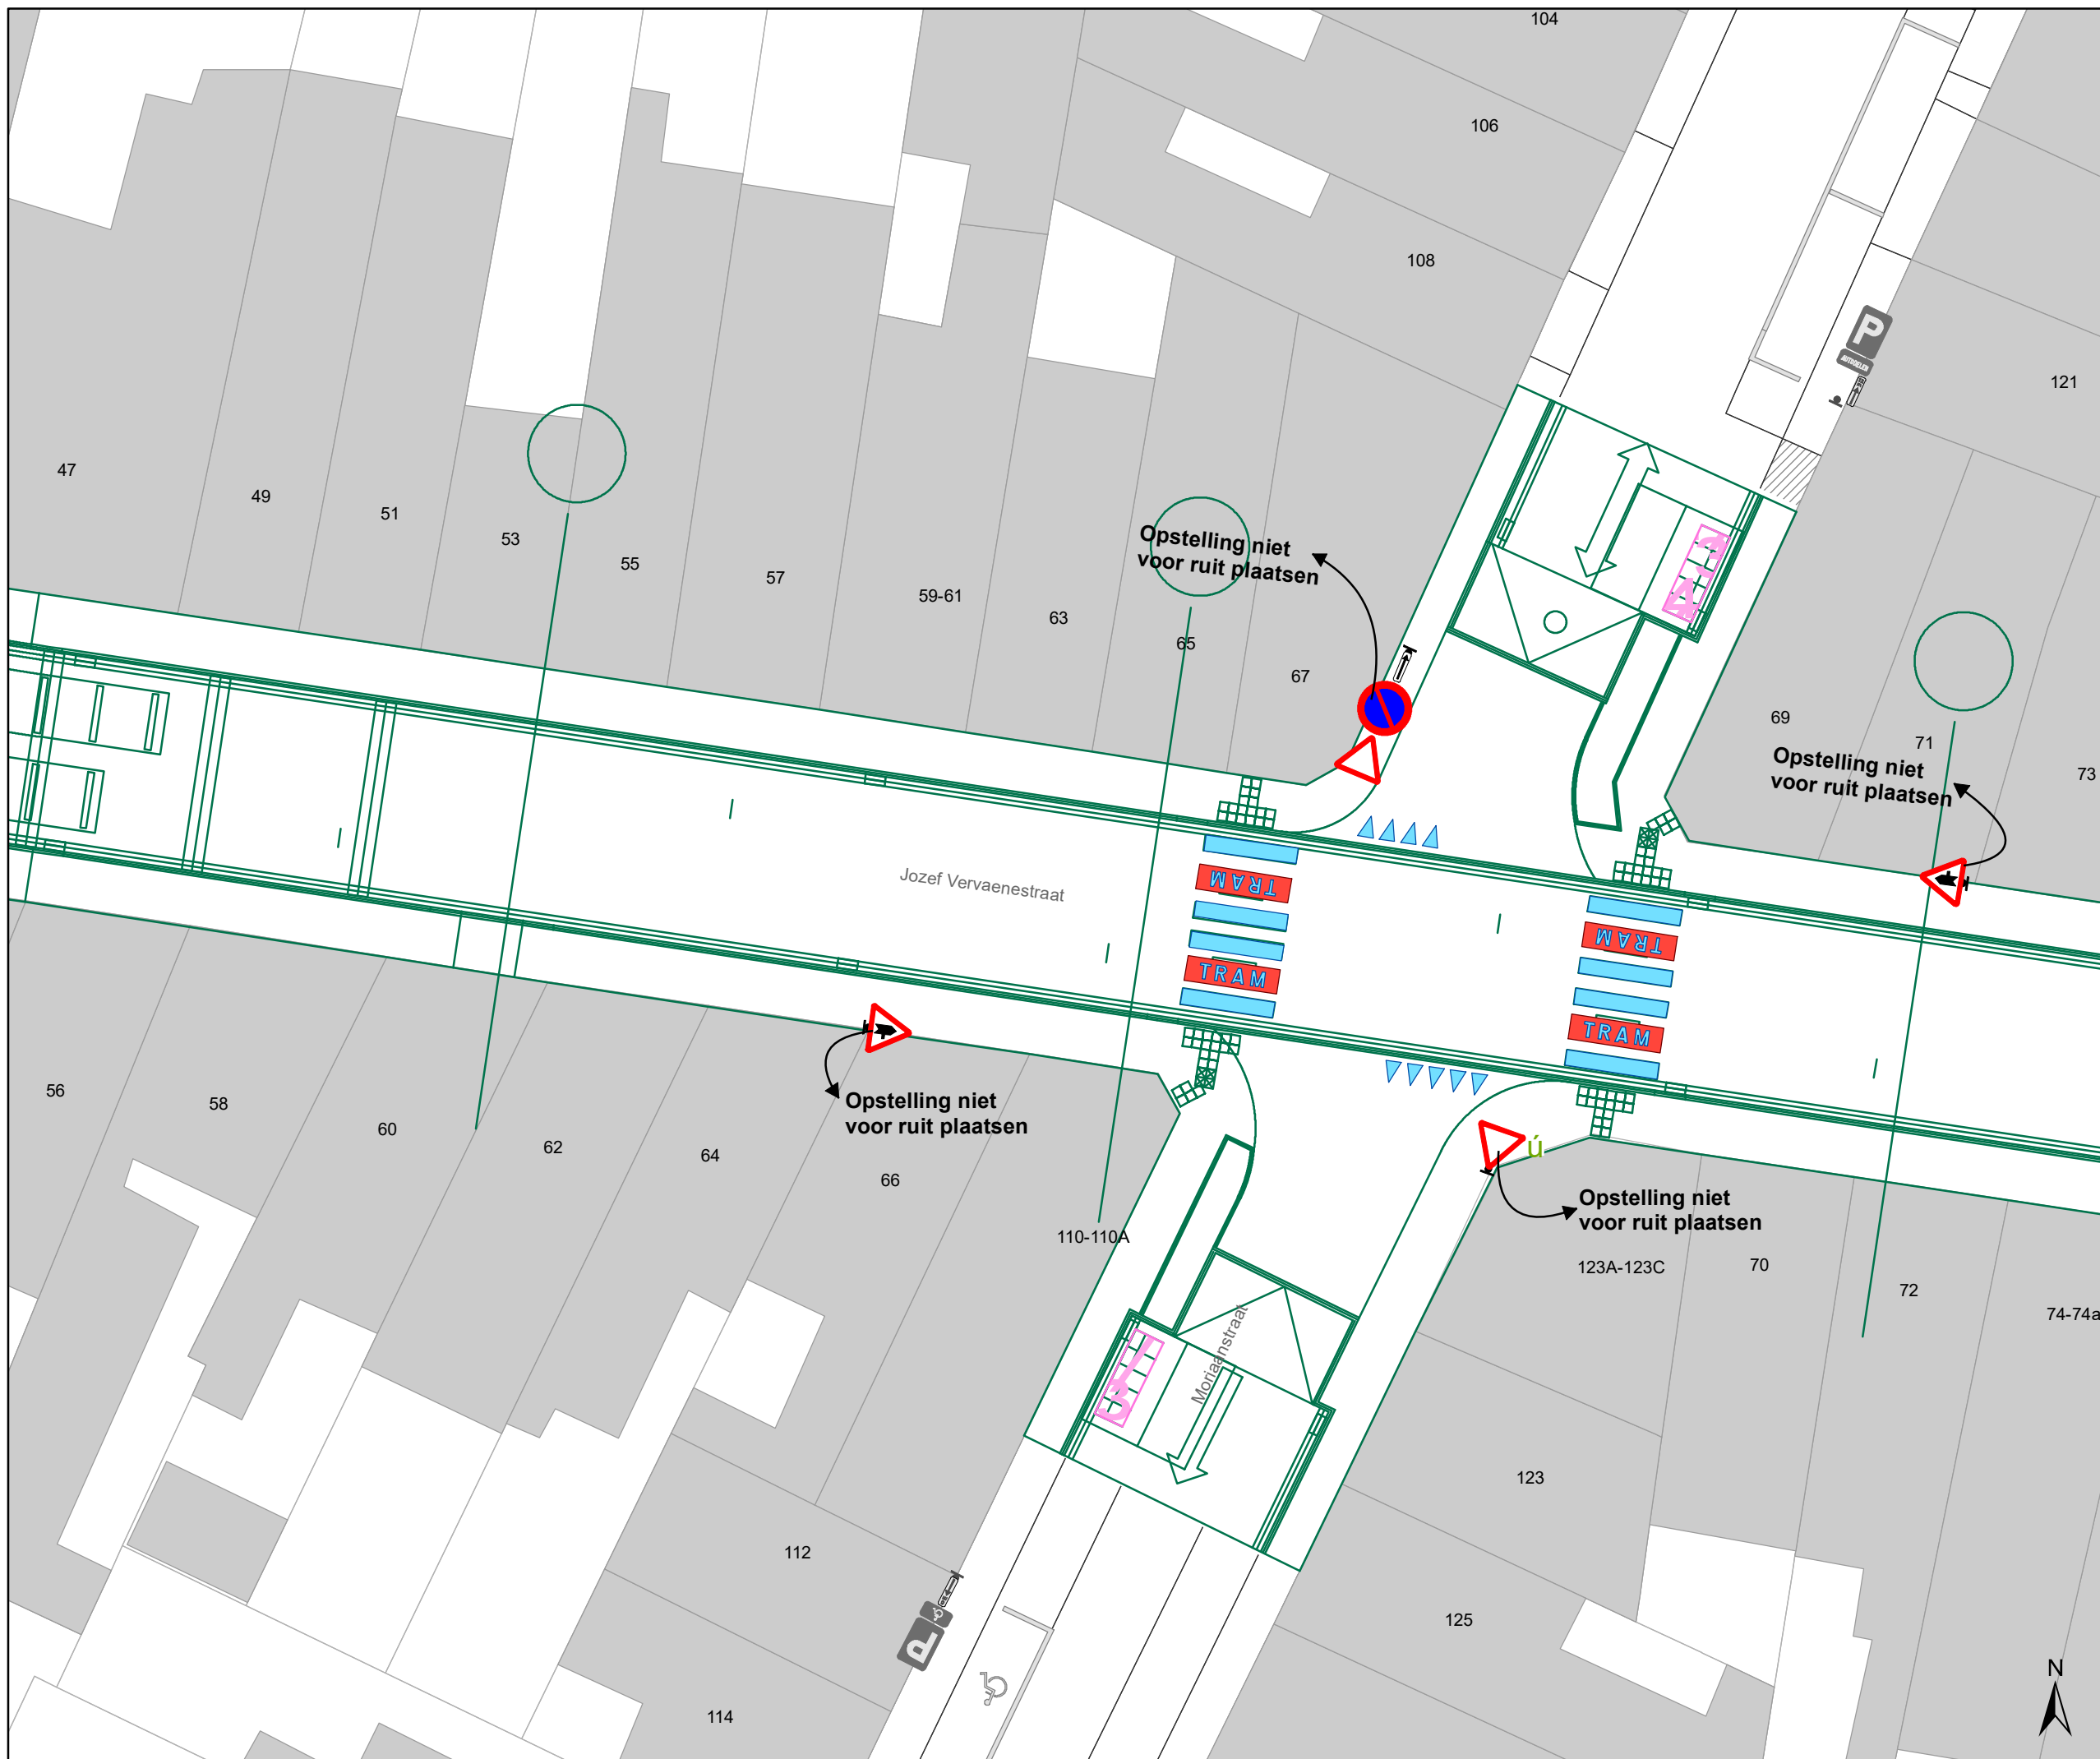 104
106
108
P
AUTODELEN
121
47
49
51
53
55
57
59-61
63
65
67
Opstelling niet
voor ruit plaatsen
69
71
73
Opstelling niet
voor ruit plaatsen
Jozef Vervaenestraat
TRAM
TRAM
TRAM
TRAM
56
58
60
62
64
66
Opstelling niet
voor ruit plaatsen
110-110A
ú
Opstelling niet
voor ruit plaatsen
123A-123C
70
72
74-74a
Moriaanstraat
123
112
125
P
114
N